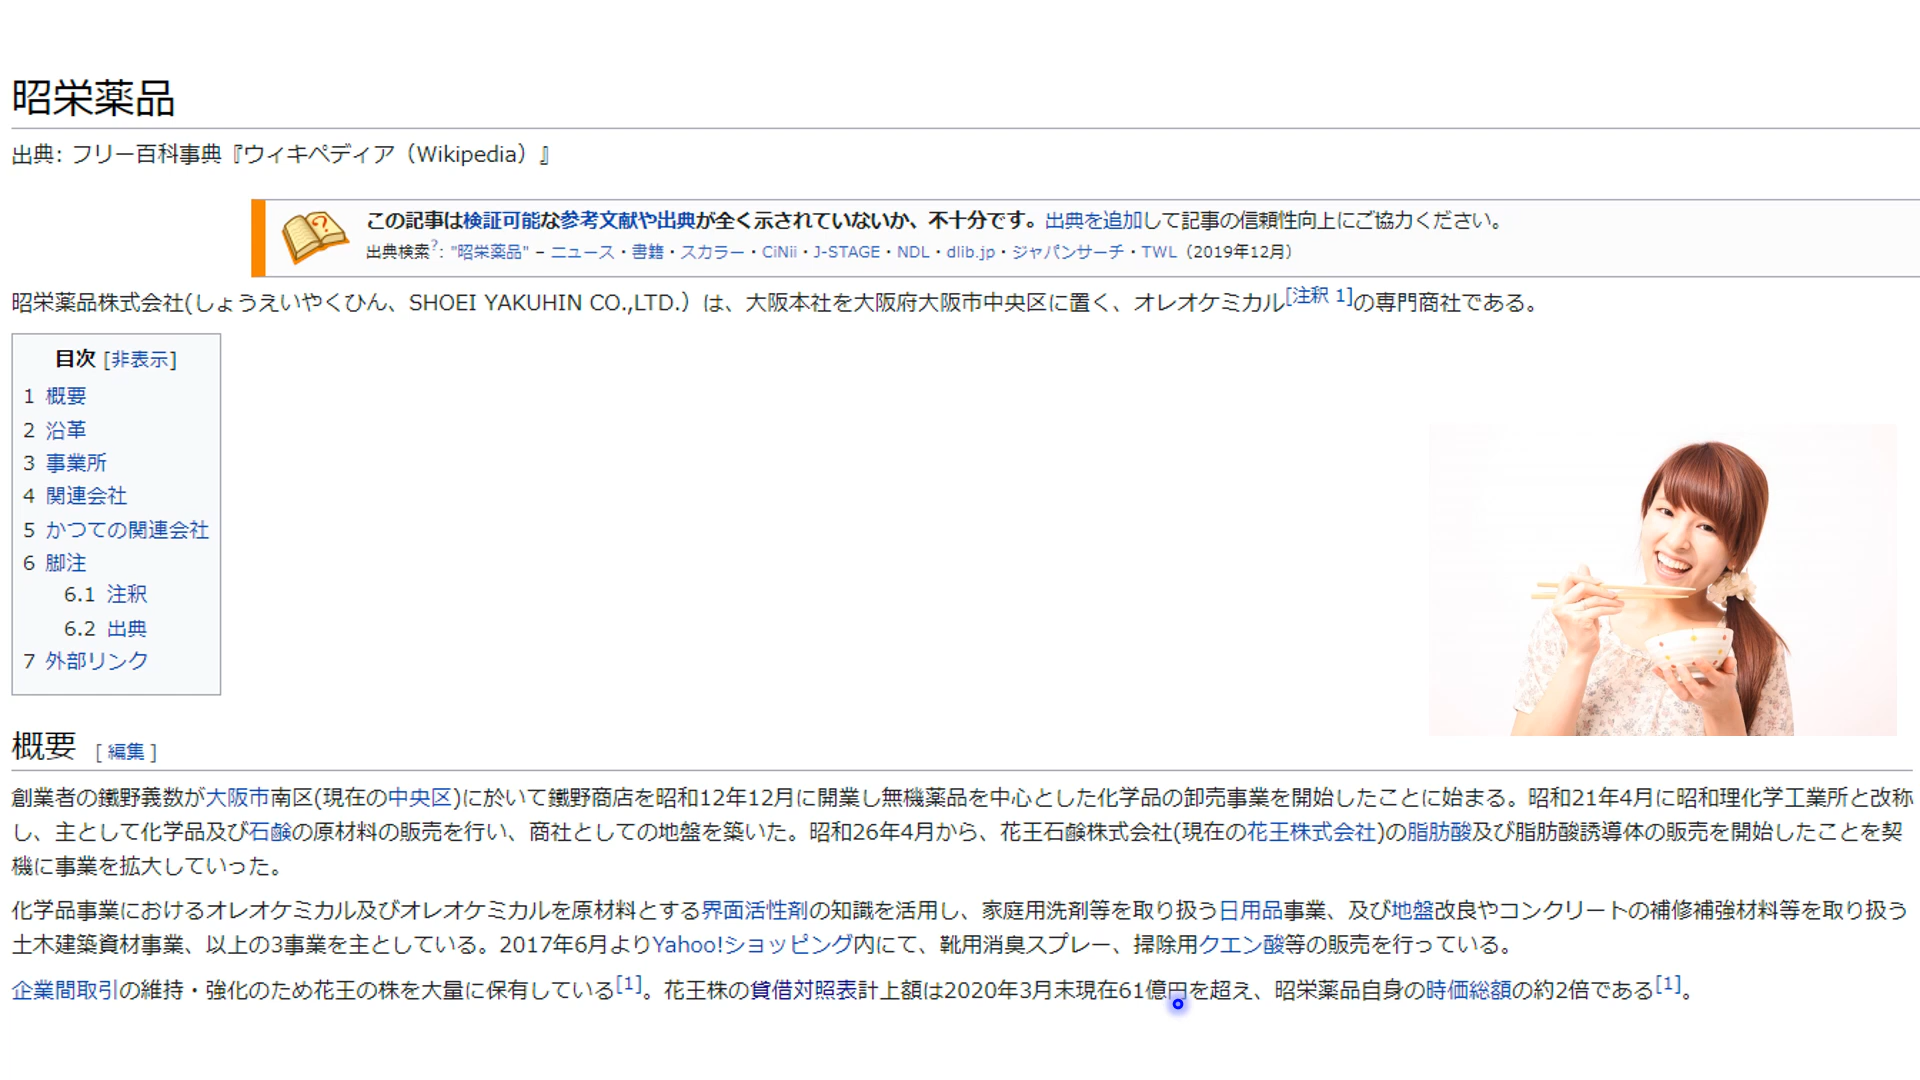 昭栄薬品
出典: フリー百科事典『ウィキペディア（Wikipedia）』
この記事は検証可能な参考文献や出典が全く示されていないか、不十分です。出典を追加して記事の信頼性向上にご協力ください。
出典検索?: "昭栄薬品" – ニュース・書籍・スカラー・CiNii・J-STAGE・NDL・dlib.jp・ジャパンサーチ・TWL（2019年12月）
昭栄薬品株式会社(しょうえいやくひん、SHOEI YAKUHIN CO.,LTD.）は、大阪本社を大阪府大阪市中央区に置く、オレオケミカル[注釈 1]の専門商社である。
目次 [非表示]
1 概要
2 沿革
3 事業所
4 関連会社
5 かつての関連会社
6 脚注
6.1 注釈
6.2 出典
7 外部リンク
概要 [ 編集 ]
創業者の鐵野義数が大阪市南区(現在の中央区)に於いて鐵野商店を昭和12年12月に開業し無機薬品を中心とした化学品の卸売事業を開始したことに始まる。昭和21年4月に昭和理化学工業所と改称
し、主として化学品及び石鹸の原材料の販売を行い、商社としての地盤を築いた。昭和26年4月から、花王石鹸株式会社(現在の花王株式会社)の脂肪酸及び脂肪酸誘導体の販売を開始したことを契
機に事業を拡大していった。
化学品事業におけるオレオケミカル及びオレオケミカルを原材料とする界面活性剤の知識を活用し、家庭用洗剤等を取り扱う日用品事業、及び地盤改良やコンクリートの補修補強材料等を取り扱う
土木建築資材事業、以上の3事業を主としている。2017年6月よりYahoo!ショッピング内にて、靴用消臭スプレー、掃除用クエン酸等の販売を行っている。
企業間取引の維持・強化のため花王の株を大量に保有している[1]。花王株の貸借対照表計上額は2020年3月末現在61億円を超え、昭栄薬品自身の時価総額の約2倍である[1]。